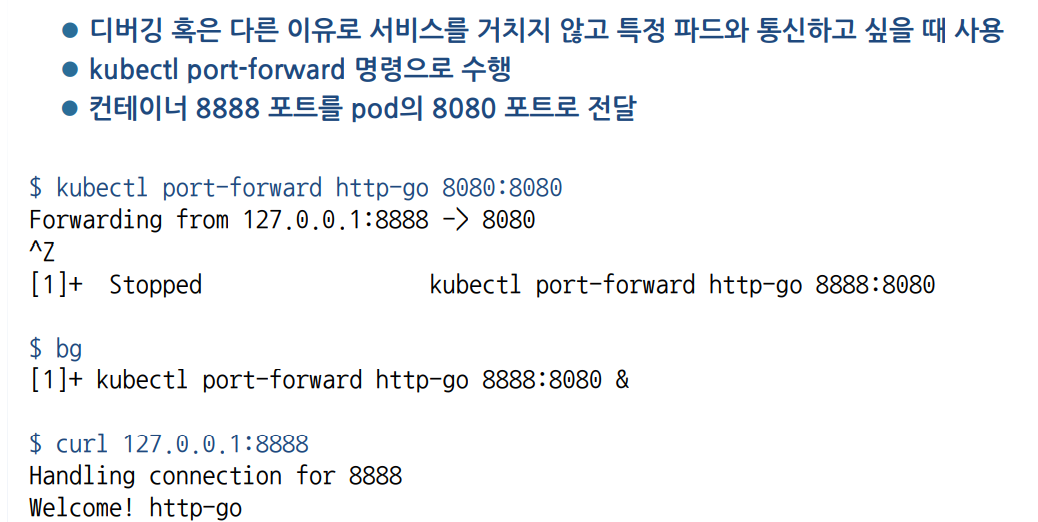 ● 디버깅 혹은 다른 이유로 서비스를 거치지 않고 특정 파드와 통신하고 싶을 때 사용
● kubectl port-forward 명령으로 수행
● 컨테이너 8888 포트를 pod의 8080 포트로 전달
$ kubectl port-forward http-go 8080:8080
Forwarding from 127.0.0.1:8888 -> 8080
^Z
[1]+  Stopped                 kubectl port-forward http-go 8888:8080
$ bg
[1]+ kubectl port-forward http-go 8888:8080 &
$ curl 127.0.0.1:8888
Handling connection for 8888
Welcome! http-go